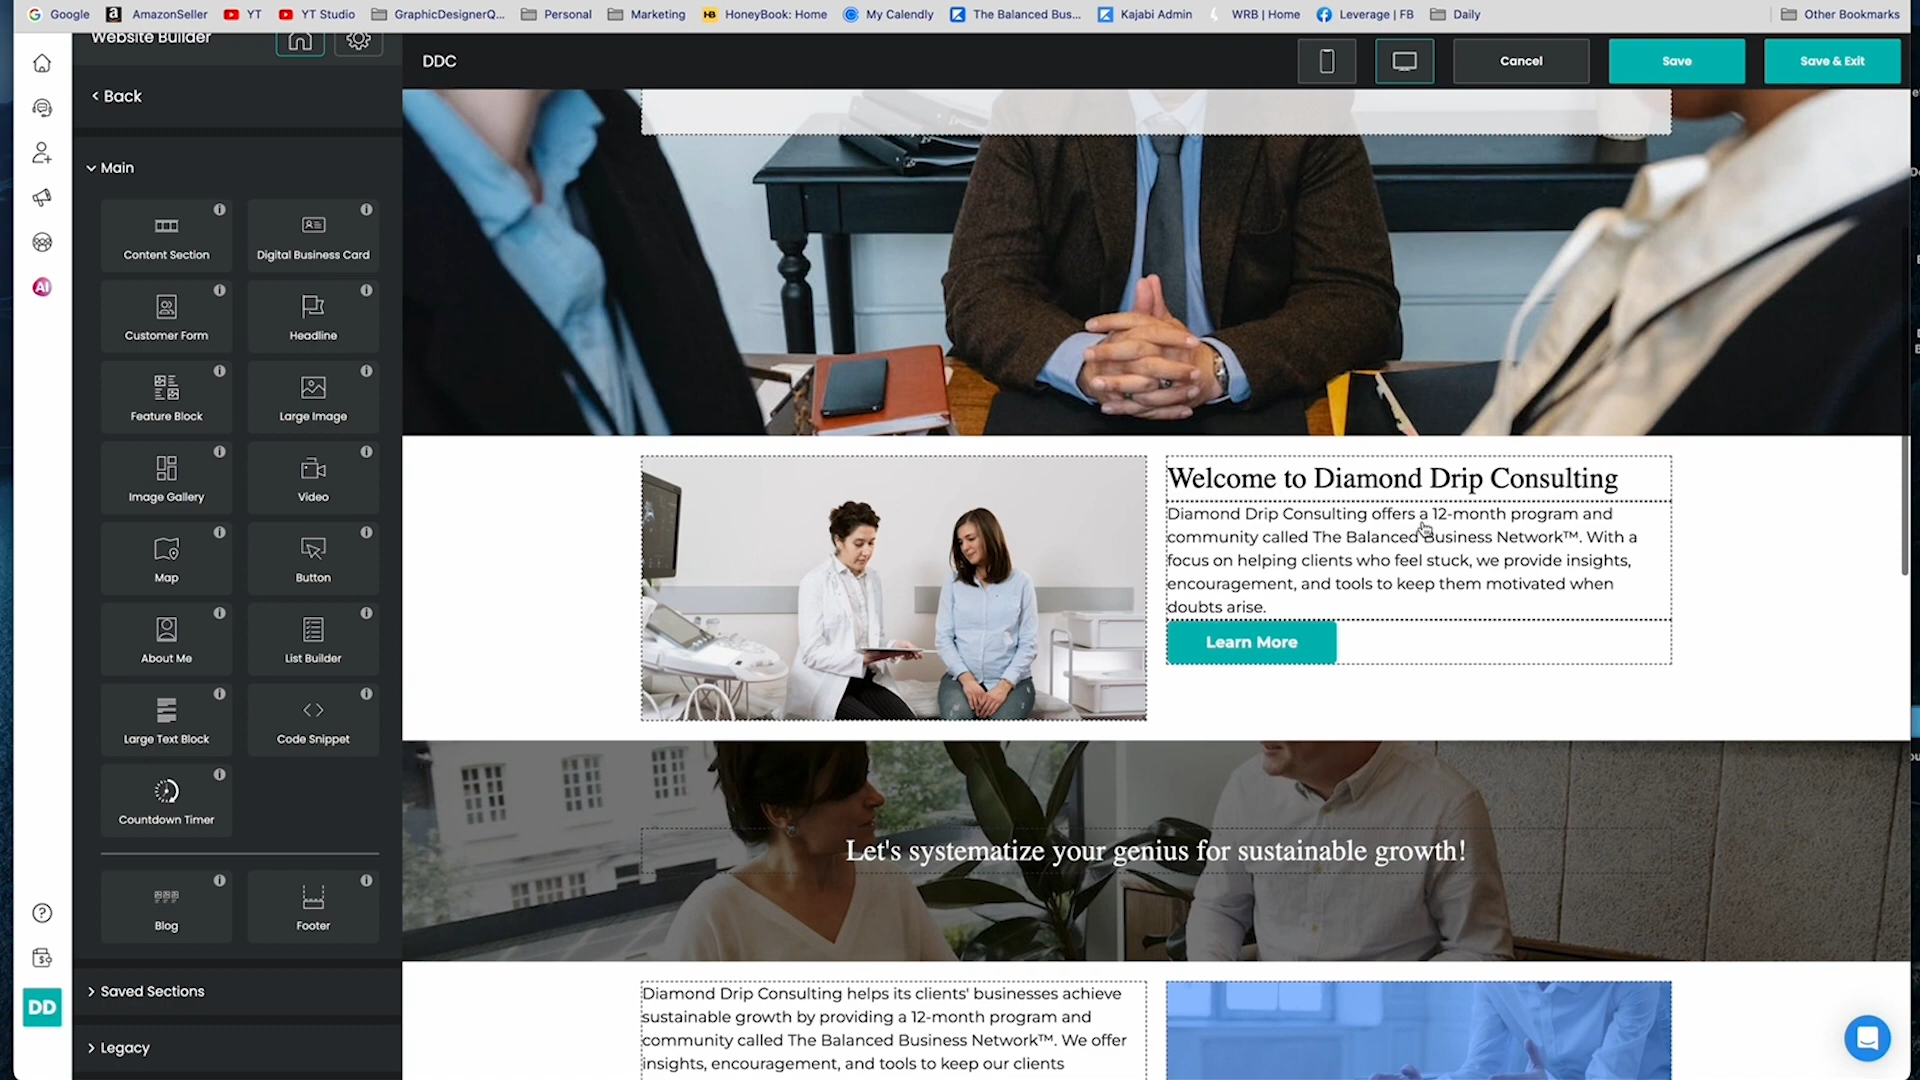 Google
AmazonSeller
YT
YT Studio
GraphicDesignerQ...
Personal
Marketing
HB
HoneyBook: Home
My Calendly
The Balanced Bus...
Kajabi Admin
WRB | Home
Leverage | FB
Daily
Other Bookmarks
Website Builder
DDC
Cancel
Save
Save & Exit
< Back
Main
Content Section
Digital Business Card
Customer Form
Headline
Feature Block
Large Image
Image Gallery
Video
Map
Button
About Me
List Builder
Large Text Block
Code Snippet
Countdown Timer
Blog
Footer
Saved Sections
Legacy
AI
DD
Welcome to Diamond Drip Consulting
Diamond Drip Consulting offers a 12-month program and
community called The Balanced Business Network™. With a
focus on helping clients who feel stuck, we provide insights,
encouragement, and tools to keep them motivated when
doubts arise.
Learn More
Let's systematize your genius for sustainable growth!
Diamond Drip Consulting helps its clients' businesses achieve
sustainable growth by providing a 12-month program and
community called The Balanced Business Network™. We offer
insights, encouragement, and tools to keep our clients